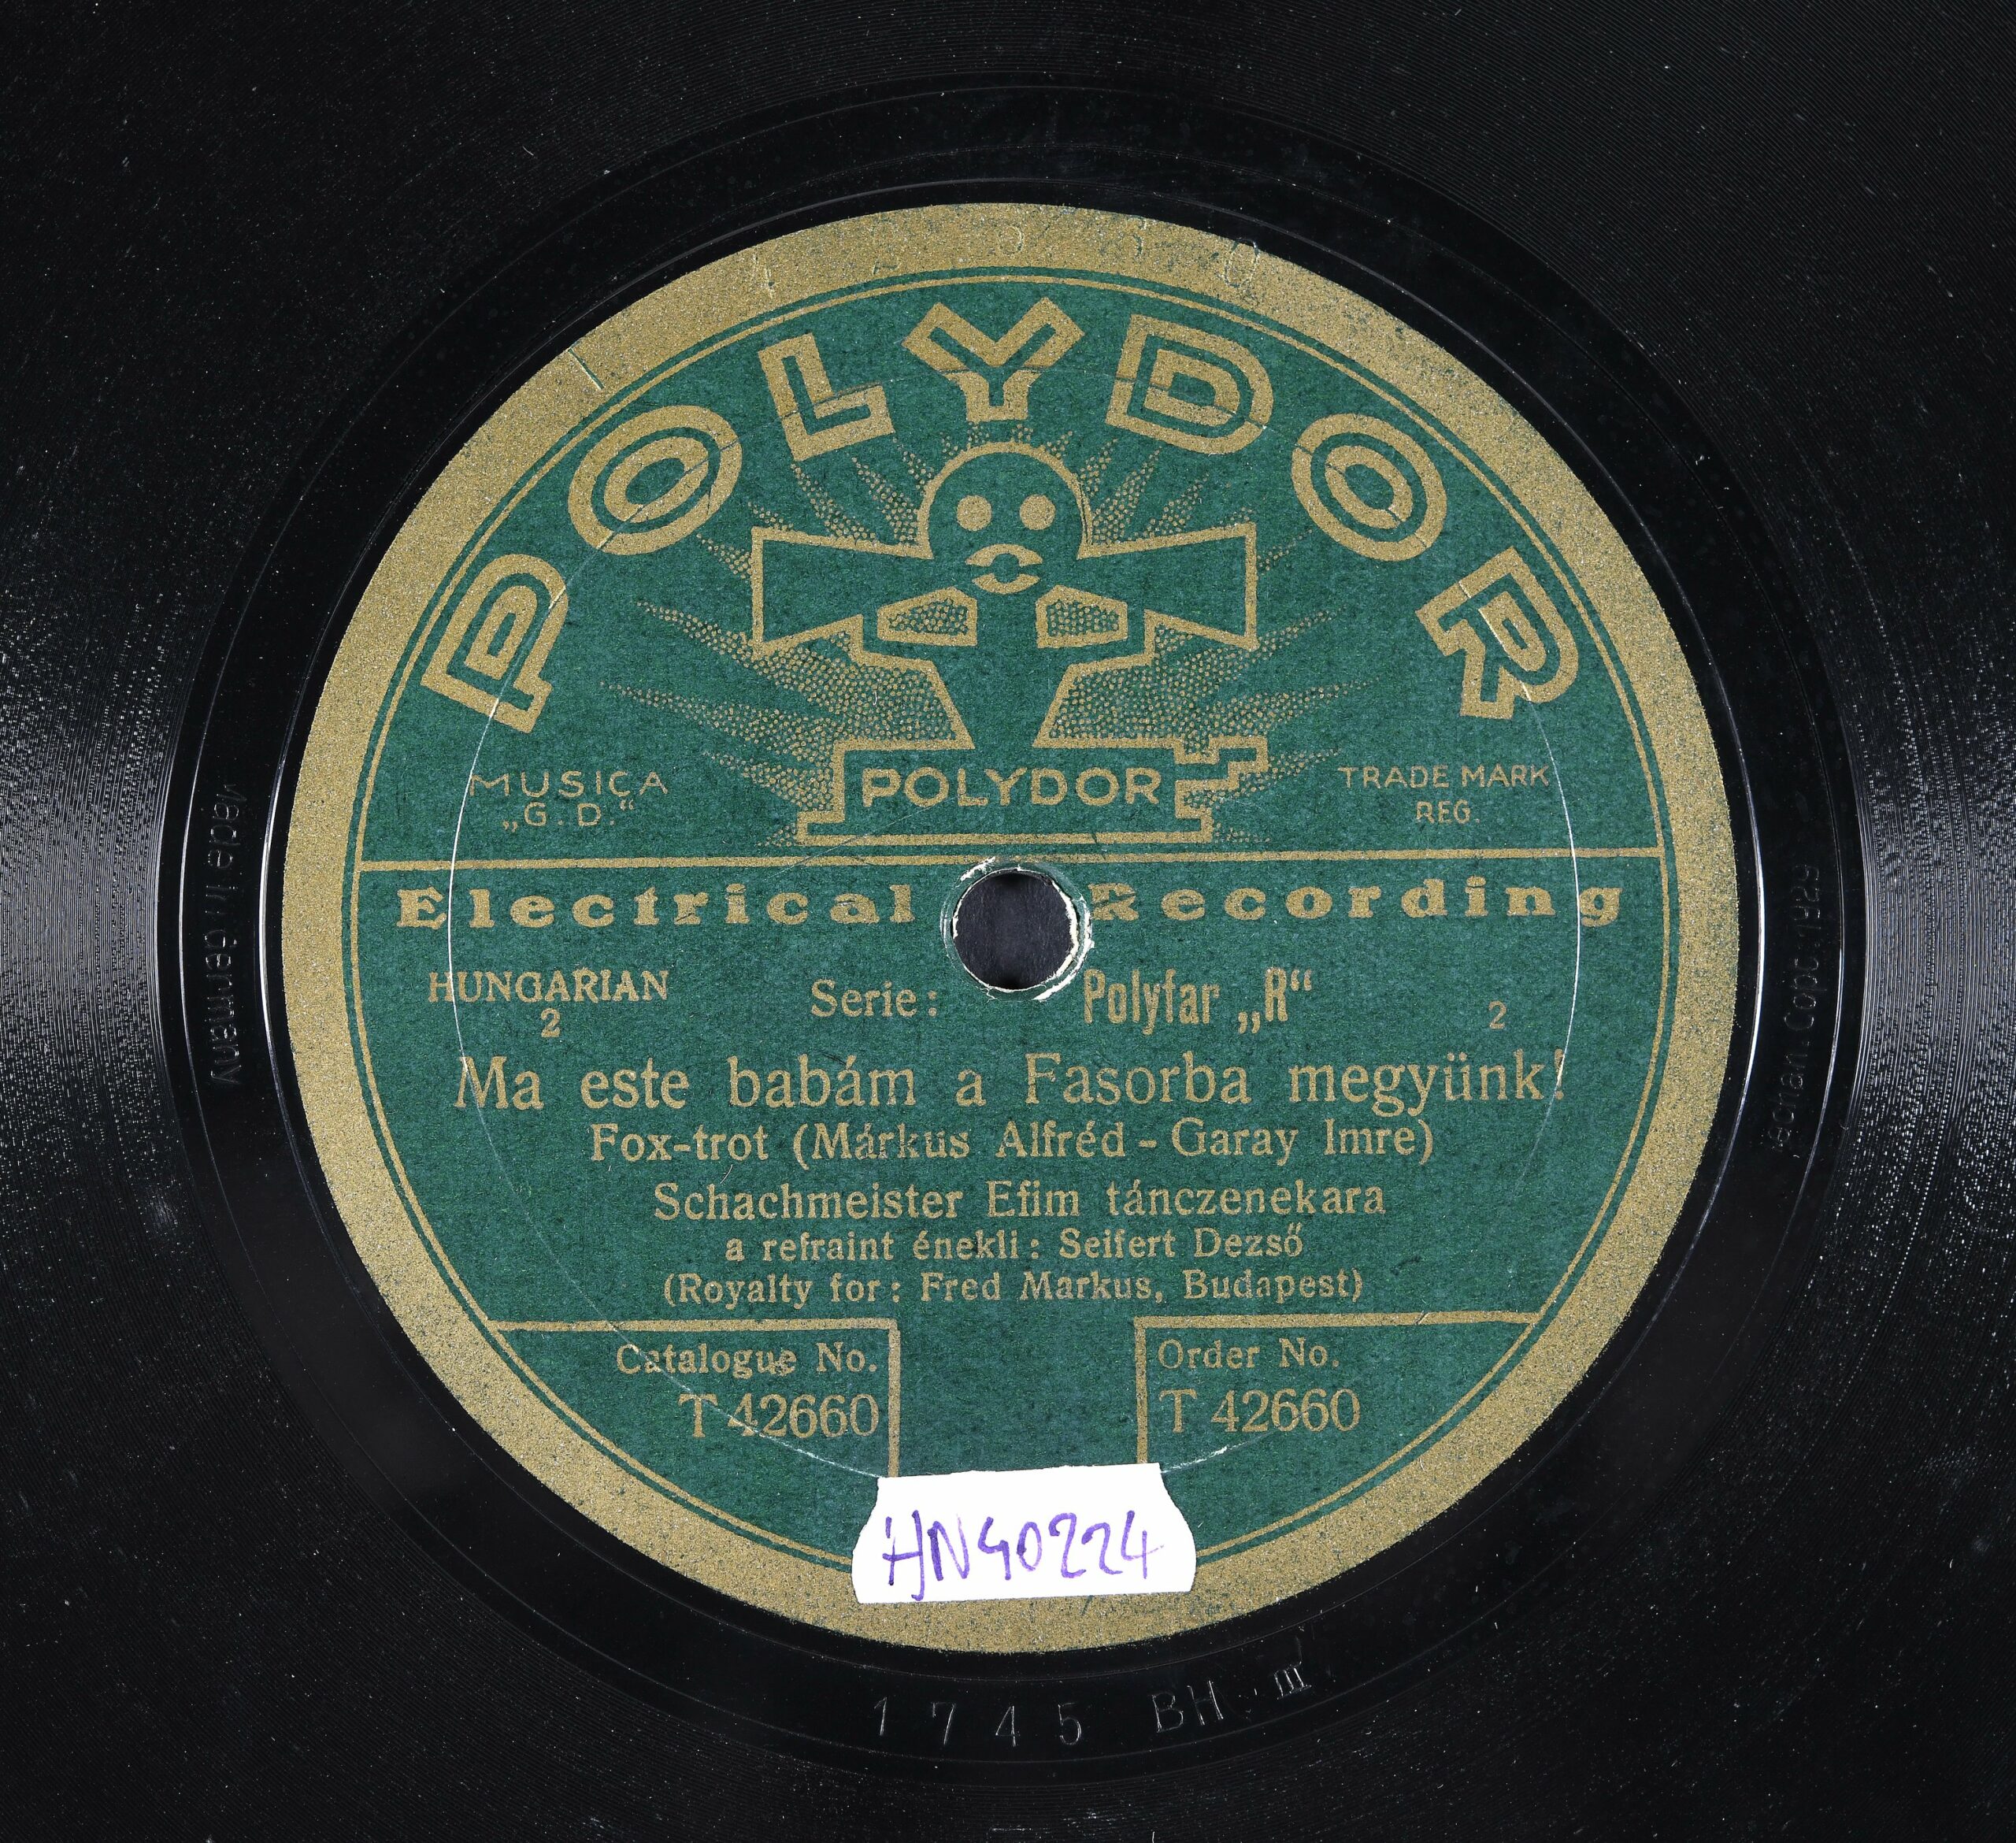 POLYDOR
POLYDOR
MUSICA
„G.D.“
TRADE MARK
REG.
Electrical Recording
HUNGARIAN
2
Serie: Polyfar „R“
2
Ma este babám a Fasorba megyünk!
Fox-trot (Márkus Alfréd - Garay Imre)
Schachmeister Efim tánczenekara
a refraint énekli: Seifert Dezső
(Royalty for: Fred Markus, Budapest)
Catalogue No.
T 42660
Order No.
T 42660
HN40224
1745 BH III
Made in Germany
Mechan. Copr. 1929